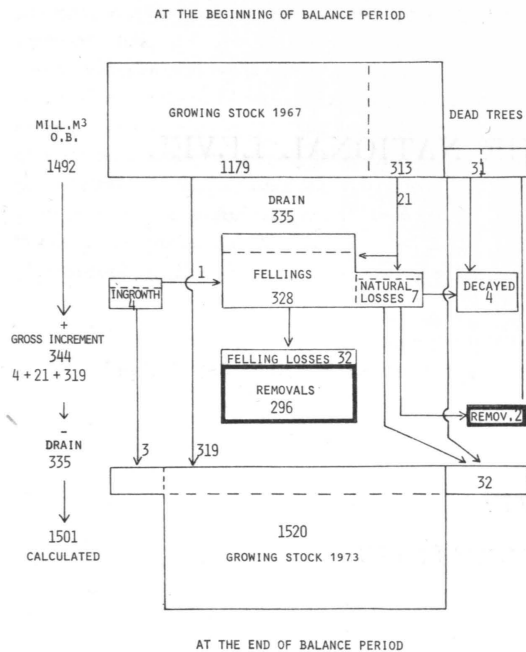 AT THE BEGINNING OF BALANCE PERIOD
MILL.M³
O.B.
1492
GROWING STOCK 1967
1179
313
DEAD TREES
31
21
DRAIN
335
1
INGROWTH
4
FELLINGS
328
NATURAL
LOSSES 7
DECAYED
4
+
GROSS INCREMENT
344
4 + 21 + 319
FELLING LOSSES 32
REMOVALS
296
REMOV.2
–
DRAIN
335
3
319
32
1501
CALCULATED
1520
GROWING STOCK 1973
AT THE END OF BALANCE PERIOD